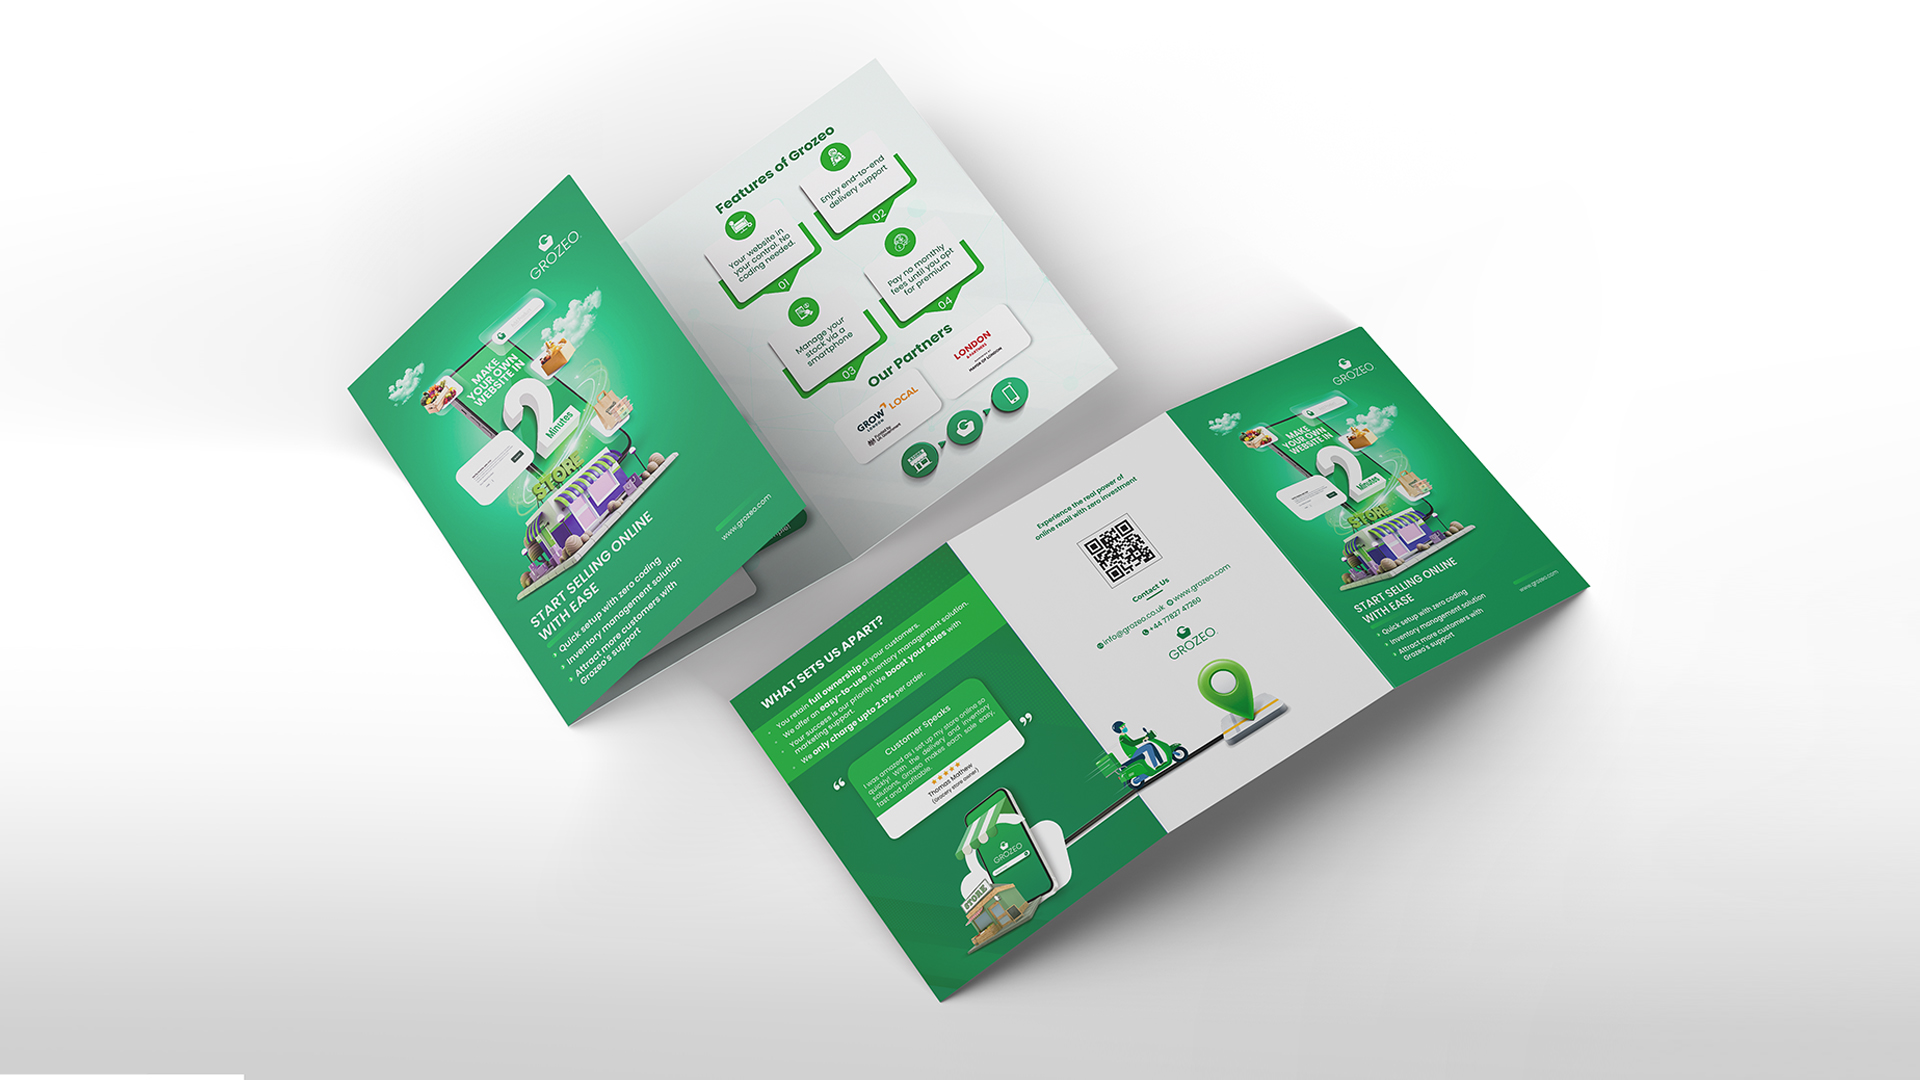 GROZEO
MAKE
YOUR OWN
WEBSITE IN
2
Minutes
STORE
START SELLING ONLINE
WITH EASE
Quick setup with zero coding
Inventory management solution
Attract more customers with
Grozeo's support
www.grozeo.com
Features of Grozeo
Your website in
your control. No
coding needed.
01
Enjoy end-to-end
delivery support
02
Manage your
stock via a
smartphone
03
Pay no monthly
fees until you opt
for premium
04
Our Partners
GROW
LONDON
LOCAL
LONDON
& PARTNERS
MAYOR OF LONDON
WHAT SETS US APART?
You retain full ownership of your customers.
We offer an easy-to-use inventory management solution.
Your success is our priority! We boost your sales with
marketing support.
We only charge upto 2.5% per order.
Customer Speaks
“
I was amazed as I set up my store online so
quickly! With the delivery and inventory
solutions, Grozeo makes each sale easy,
fast and profitable.
”
Thomas Mathew
(Grocery store owner)
GROZEO
STORE
Experience the real power of
online retail with zero investment
Contact Us
info@grozeo.co.uk www.grozeo.com
+44 77827 47260
GROZEO
GROZEO
MAKE
YOUR OWN
WEBSITE IN
2
Minutes
STORE
START SELLING ONLINE
WITH EASE
Quick setup with zero coding
Inventory management solution
Attract more customers with
Grozeo's support
www.grozeo.com